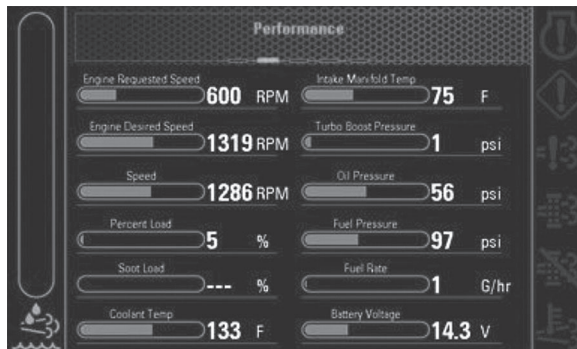 Performance
Engine Requested Speed
600 RPM
Intake Manifold Temp
75 F
Engine Desired Speed
1319 RPM
Turbo Boost Pressure
1 psi
Speed
1286 RPM
Oil Pressure
56 psi
Percent Load
5 %
Fuel Pressure
97 psi
Soot Load
--- %
Fuel Rate
1 G/hr
Coolant Temp
133 F
Battery Voltage
14.3 V